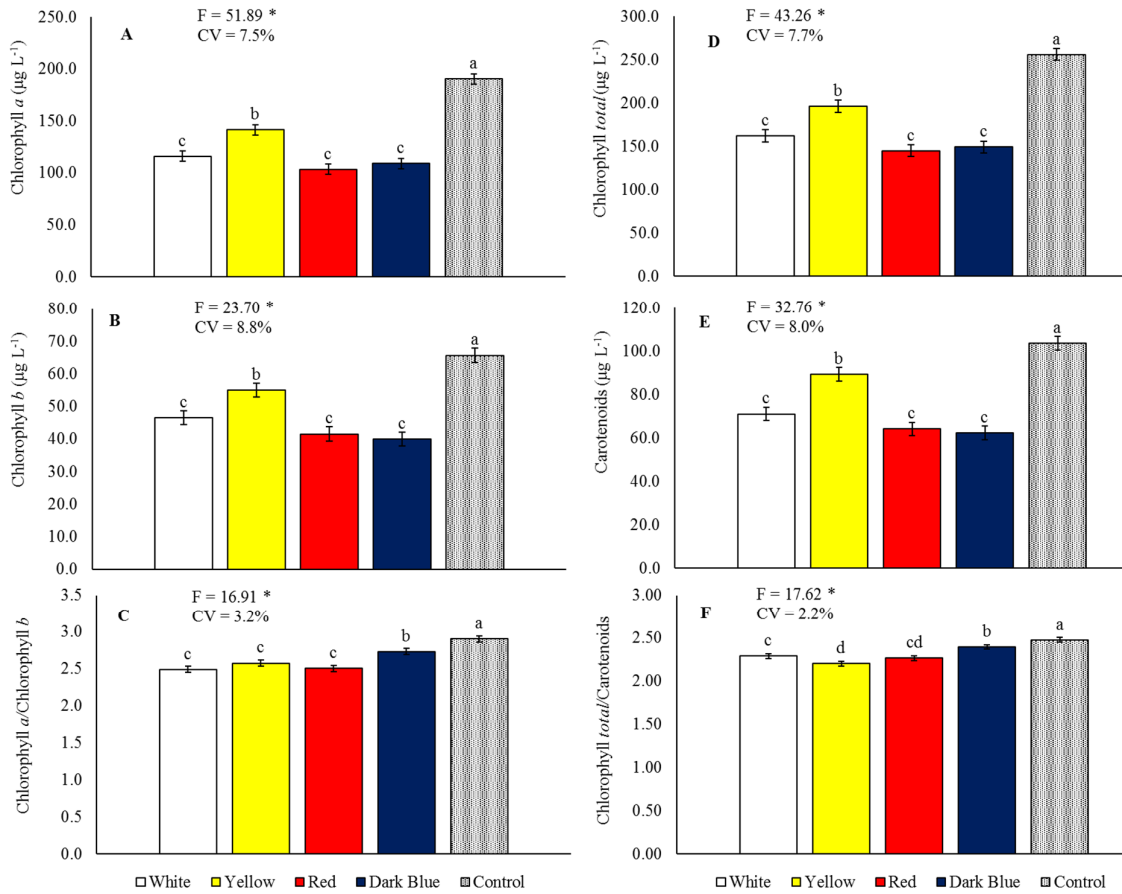 A
F = 51.89 *
CV = 7.5%
Chlorophyll a (µg L⁻¹)
250.0
200.0
150.0
100.0
50.0
0.0
c
b
c
c
a
D
F = 43.26 *
CV = 7.7%
Chlorophyll total (µg L⁻¹)
300.0
250.0
200.0
150.0
100.0
50.0
0.0
c
b
c
c
a
B
F = 23.70 *
CV = 8.8%
Chlorophyll b (µg L⁻¹)
80.0
70.0
60.0
50.0
40.0
30.0
20.0
10.0
0.0
c
b
c
c
a
E
F = 32.76 *
CV = 8.0%
Carotenoids (µg L⁻¹)
120.0
100.0
80.0
60.0
40.0
20.0
0.0
c
b
c
c
a
C
F = 16.91 *
CV = 3.2%
Chlorophyll a/Chlorophyll b
3.5
3.0
2.5
2.0
1.5
1.0
0.5
0.0
c
c
c
b
a
F
F = 17.62 *
CV = 2.2%
Chlorophyll total/Carotenoids
3.00
2.50
2.00
1.50
1.00
0.50
0.00
c
d
cd
b
a
White Yellow Red Dark Blue Control
White Yellow Red Dark Blue Control